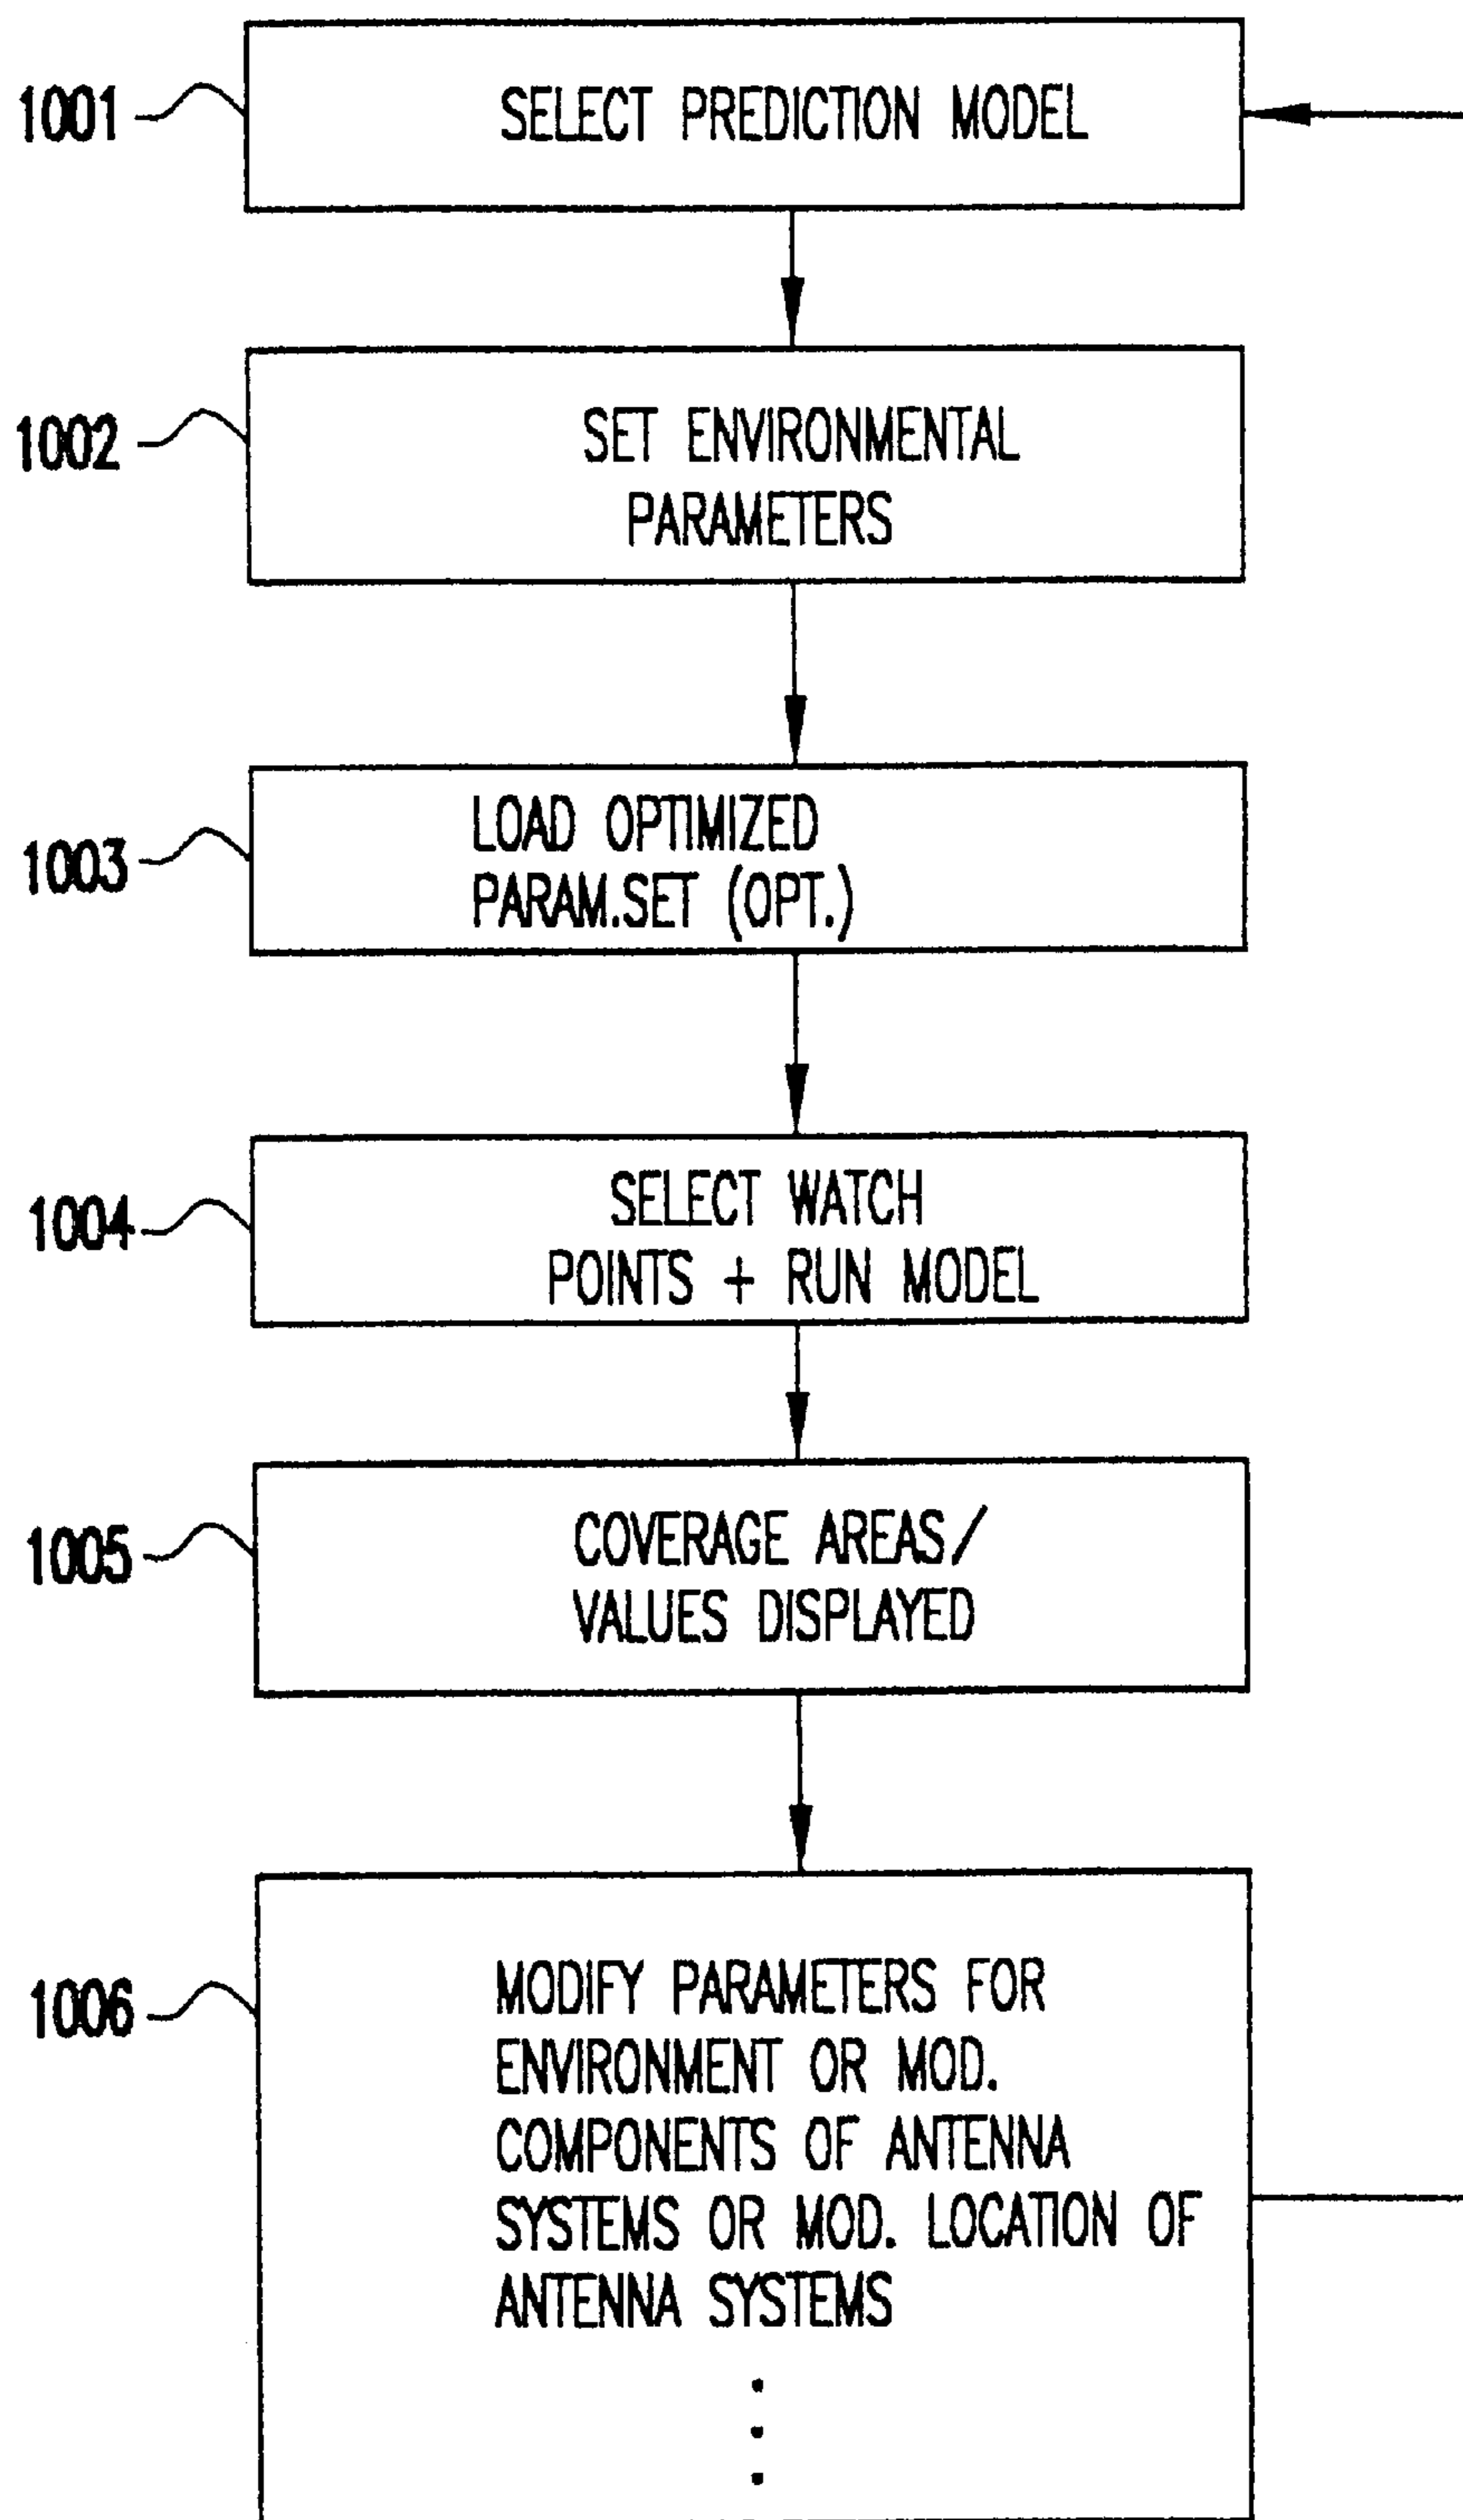 1001
SELECT PREDICTION MODEL
1002
SET ENVIRONMENTAL
PARAMETERS
1003
LOAD OPTIMIZED
PARAM.SET (OPT.)
1004
SELECT WATCH
POINTS + RUN MODEL
1005
COVERAGE AREAS/
VALUES DISPLAYED
1006
MODIFY PARAMETERS FOR
ENVIRONMENT OR MOD.
COMPONENTS OF ANTENNA
SYSTEMS OR MOD. LOCATION OF
ANTENNA SYSTEMS